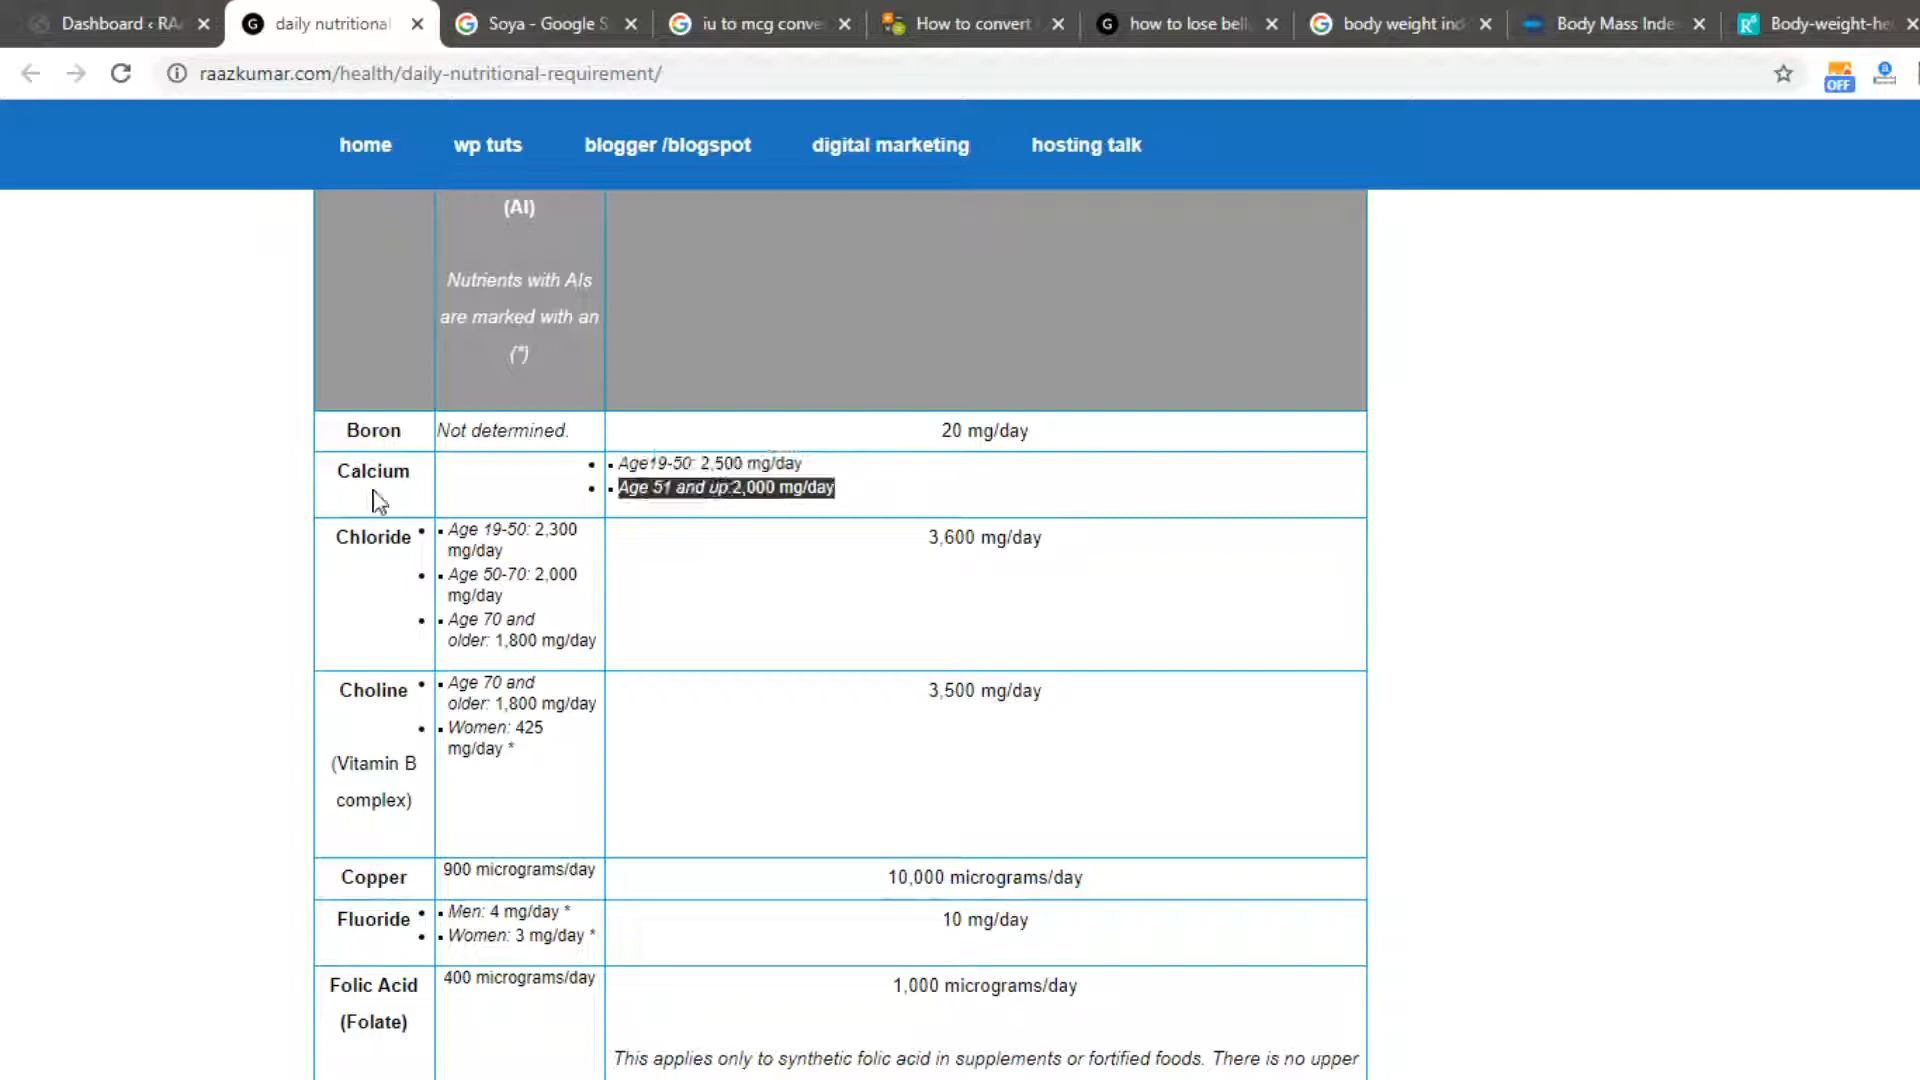 Dashboard ‹ RA
daily nutritional
Soya - Google S
iu to mcg conve
How to convert
how to lose bell
body weight ind
Body Mass Inde
Body-weight-he
raazkumar.com/health/daily-nutritional-requirement/
OFF
home
wp tuts
blogger /blogspot
digital marketing
hosting talk
(AI)
Nutrients with AIs
are marked with an
(*)
Boron
Not determined.
20 mg/day
Calcium
Age19-50: 2,500 mg/day
Age 51 and up:2,000 mg/day
Chloride
Age 19-50: 2,300
mg/day
Age 50-70: 2,000
mg/day
Age 70 and
older: 1,800 mg/day
3,600 mg/day
Choline
(Vitamin B
complex)
Age 70 and
older: 1,800 mg/day
Women: 425
mg/day *
3,500 mg/day
Copper
900 micrograms/day
10,000 micrograms/day
Fluoride
Men: 4 mg/day *
Women: 3 mg/day *
10 mg/day
Folic Acid
(Folate)
400 micrograms/day
1,000 micrograms/day
This applies only to synthetic folic acid in supplements or fortified foods. There is no upper